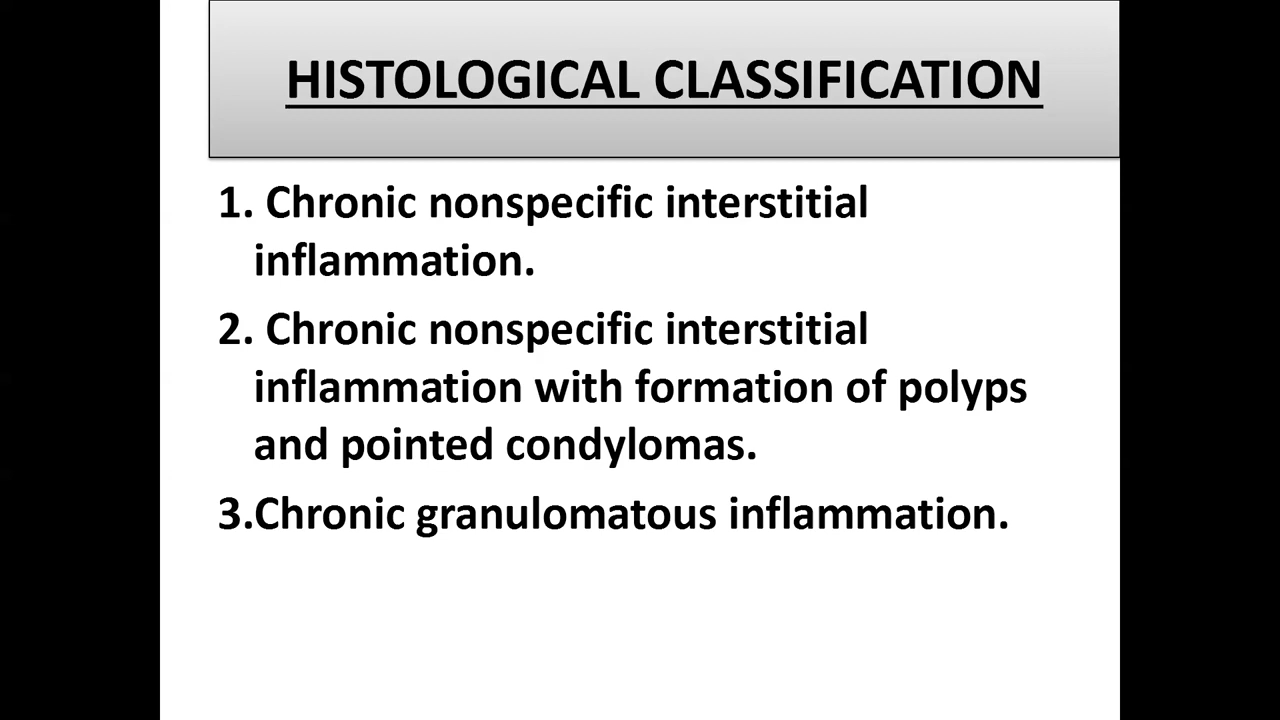 HISTOLOGICAL CLASSIFICATION
1. Chronic nonspecific interstitial
inflammation.
2. Chronic nonspecific interstitial
inflammation with formation of polyps
and pointed condylomas.
3.Chronic granulomatous inflammation.